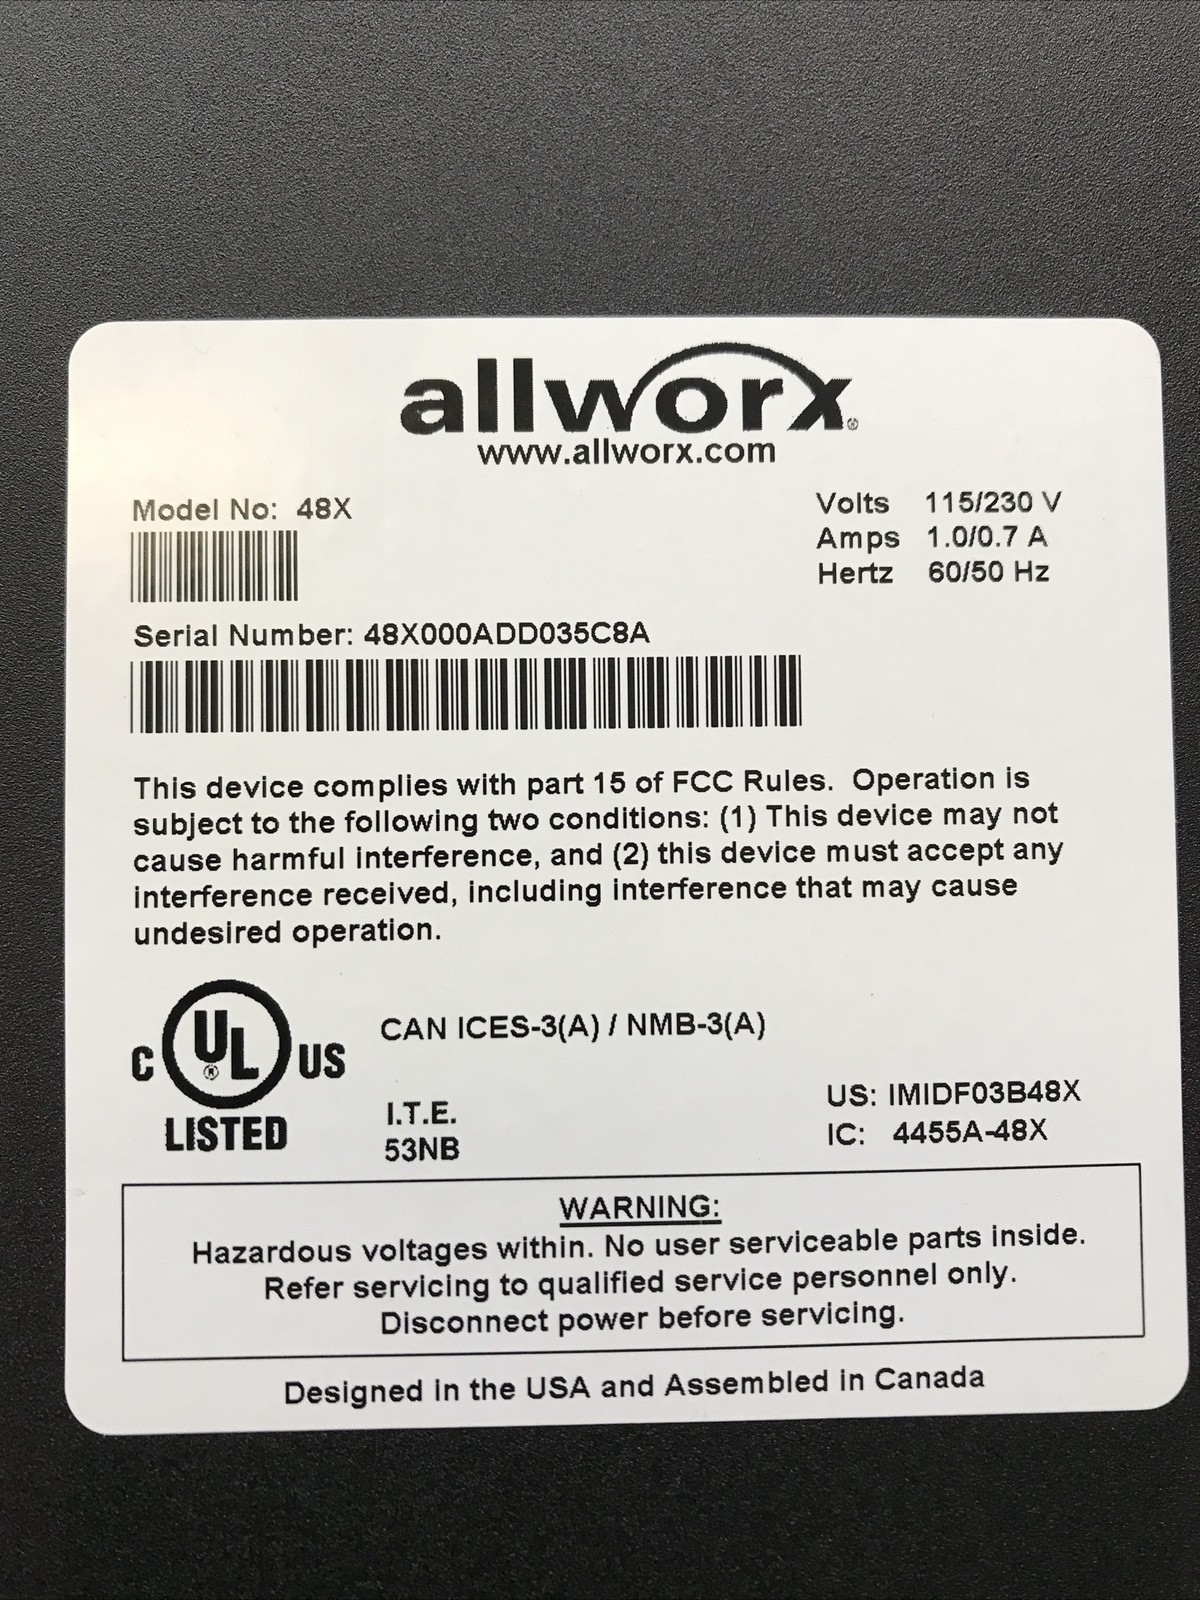 allworx®
www.allworx.com
Model No: 48X
Volts 115/230 V
Amps 1.0/0.7 A
Hertz 60/50 Hz
Serial Number: 48X000ADD035C8A
This device complies with part 15 of FCC Rules. Operation is
subject to the following two conditions: (1) This device may not
cause harmful interference, and (2) this device must accept any
interference received, including interference that may cause
undesired operation.
C UL® US
LISTED
CAN ICES-3(A) / NMB-3(A)
I.T.E.
53NB
US: IMIDF03B48X
IC: 4455A-48X
WARNING:
Hazardous voltages within. No user serviceable parts inside.
Refer servicing to qualified service personnel only.
Disconnect power before servicing.
Designed in the USA and Assembled in Canada